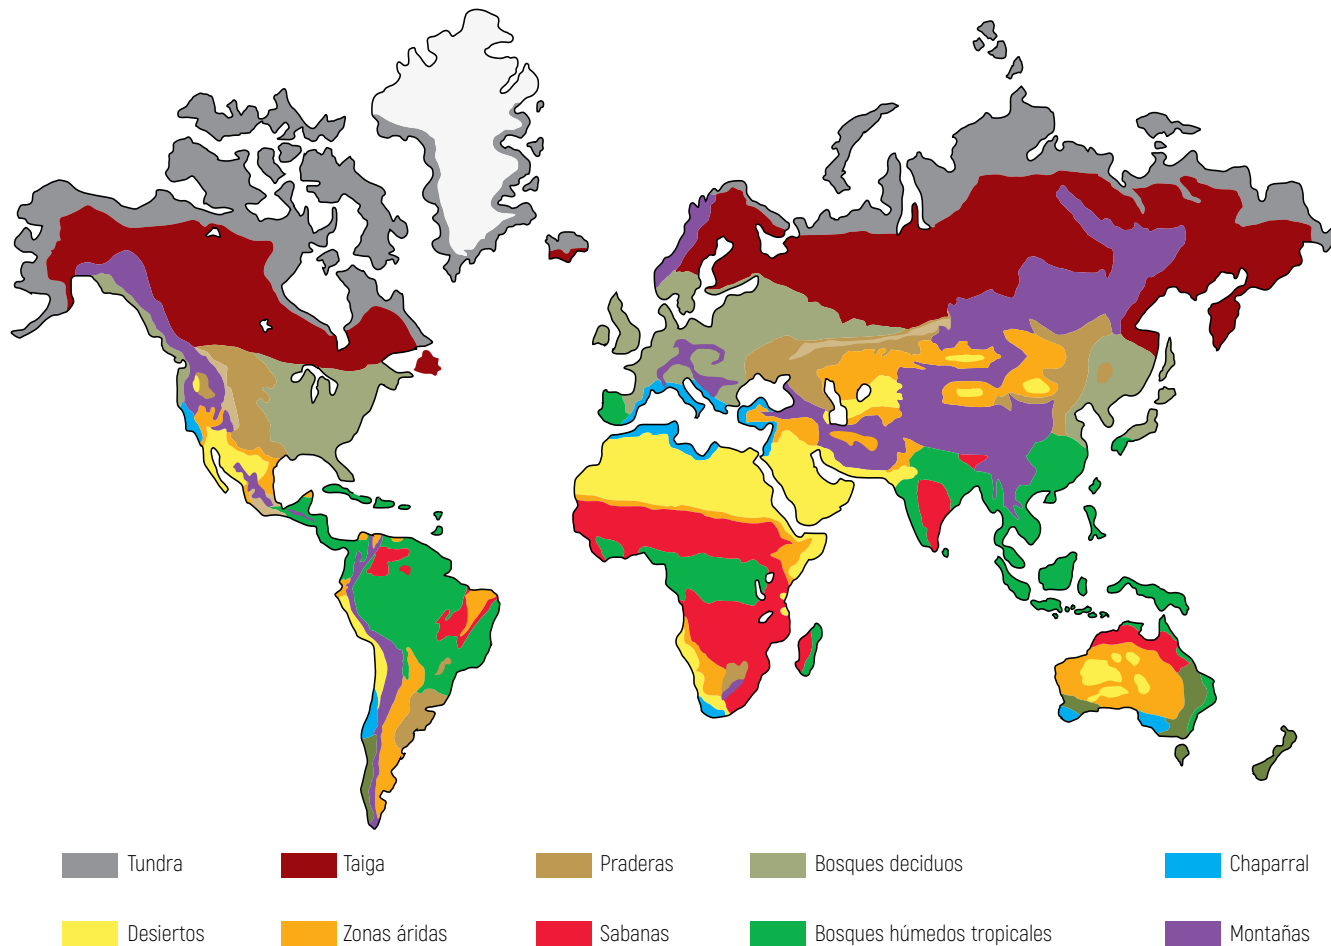 Tundra Taiga Praderas Bosques deciduos Chaparral
Desiertos Zonas áridas Sabanas Bosques húmedos tropicales Montañas